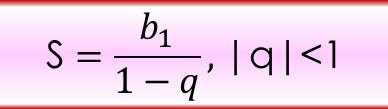 S = b₁ / (1 − q), |q|<1